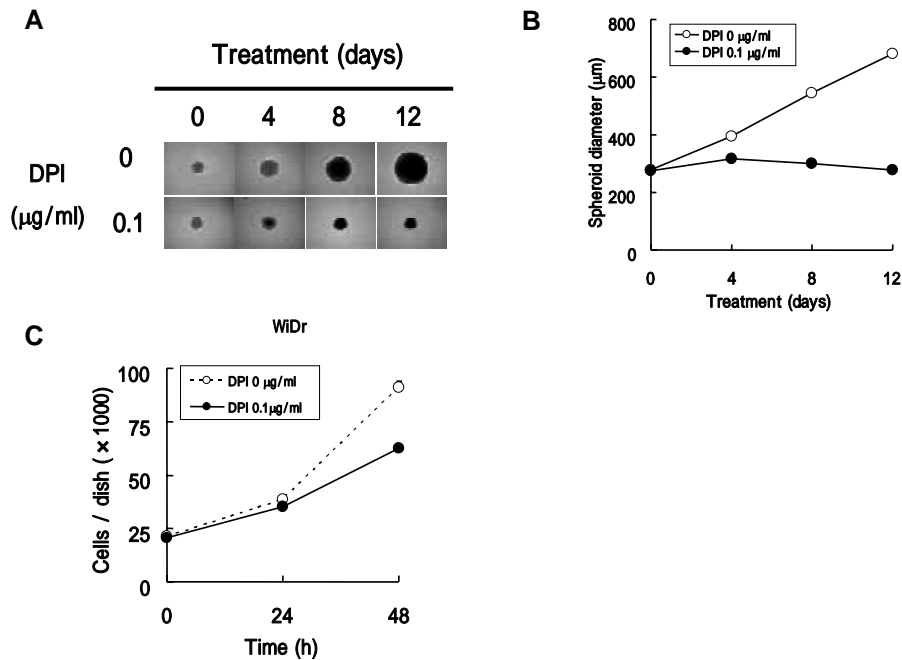 A
Treatment (days)
0 4 8 12
DPI
(μg/ml)
0
0.1
B
DPI 0 μg/ml
DPI 0.1 μg/ml
Spheroid diameter (μm)
800
600
400
200
0
0 4 8 12
Treatment (days)
C
WiDr
DPI 0 μg/ml
DPI 0.1μg/ml
Cells / dish (×1000)
100
75
50
25
0
0 24 48
Time (h)